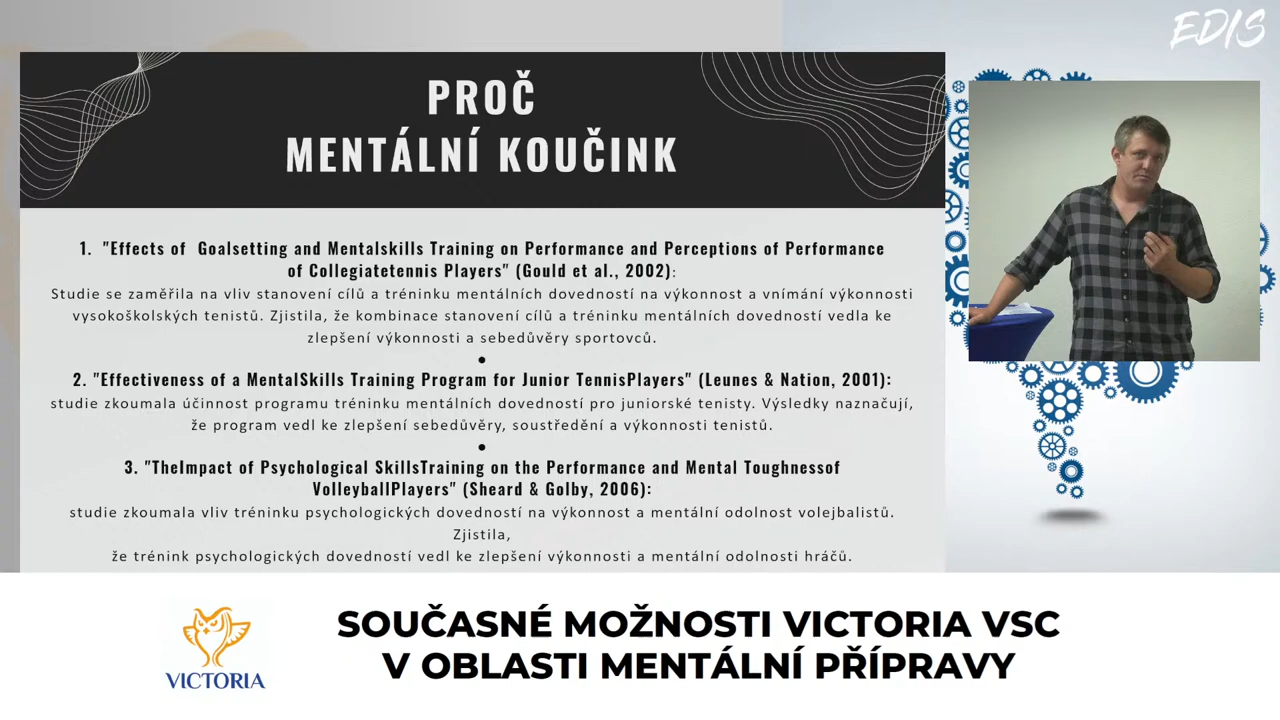 EDIS
PROČ
MENTÁLNÍ KOUČINK
1. "Effects of Goalsetting and Mentalskills Training on Performance and Perceptions of Performance
of Collegiatetennis Players" (Gould et al., 2002):
Studie se zaměřila na vliv stanovení cílů a tréninku mentálních dovedností na výkonnost a vnímání výkonnosti
vysokoškolských tenistů. Zjistila, že kombinace stanovení cílů a tréninku mentálních dovedností vedla ke
zlepšení výkonnosti a sebedůvěry sportovců.
•
2. "Effectiveness of a MentalSkills Training Program for Junior TennisPlayers" (Leunes & Nation, 2001):
studie zkoumala účinnost programu tréninku mentálních dovedností pro juniorské tenisty. Výsledky naznačují,
že program vedl ke zlepšení sebedůvěry, soustředění a výkonnosti tenistů.
•
3. "TheImpact of Psychological SkillsTraining on the Performance and Mental Toughnessof
VolleyballPlayers" (Sheard & Golby, 2006):
studie zkoumala vliv tréninku psychologických dovedností na výkonnost a mentální odolnost volejbalistů.
Zjistila,
že trénink psychologických dovedností vedl ke zlepšení výkonnosti a mentální odolnosti hráčů.
VICTORIA
SOUČASNÉ MOŽNOSTI VICTORIA VSC
V OBLASTI MENTÁLNÍ PŘÍPRAVY